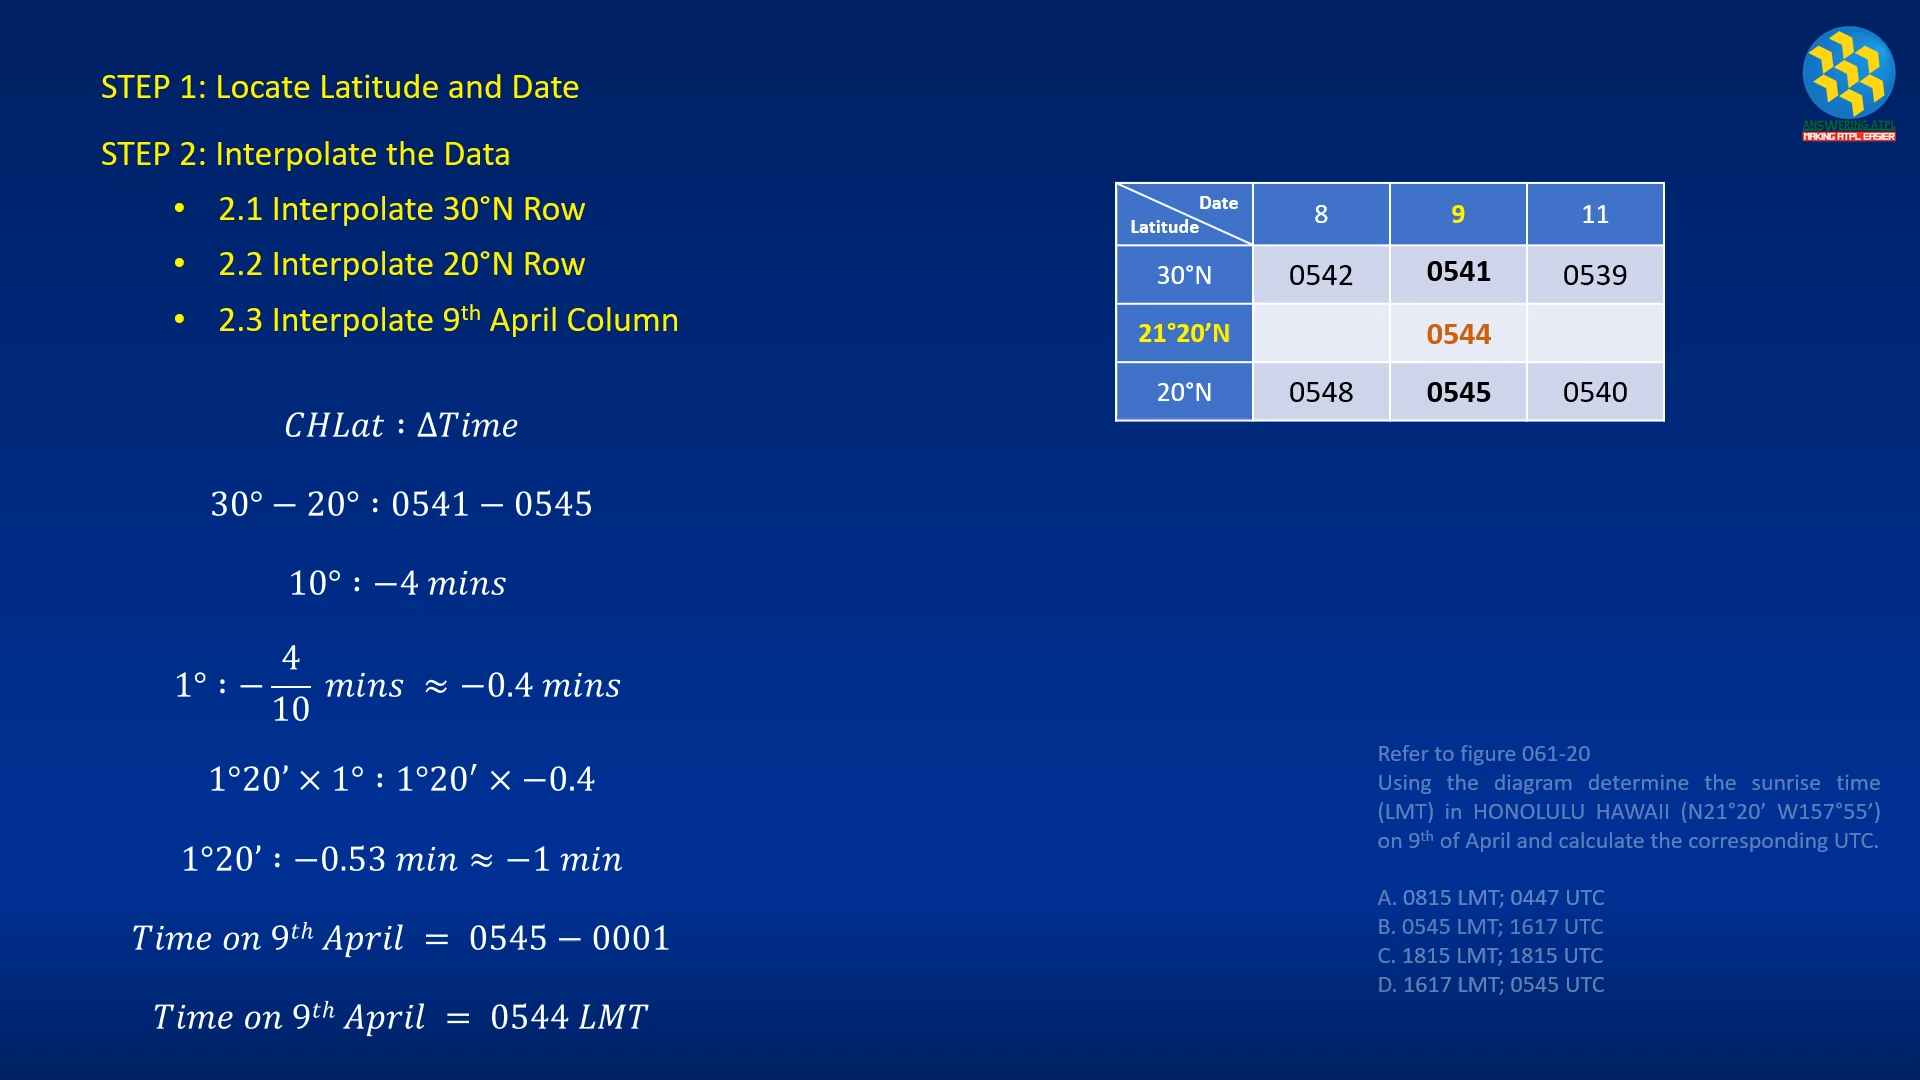 STEP 1: Locate Latitude and Date
STEP 2: Interpolate the Data
• 2.1 Interpolate 30°N Row
• 2.2 Interpolate 20°N Row
• 2.3 Interpolate 9th April Column
CHLat : ΔTime
30° − 20° : 0541 − 0545
10° : −4 mins
1° : − 4/10 mins ≈ −0.4 mins
1°20’ × 1° : 1°20′ × −0.4
1°20’ : −0.53 min ≈ −1 min
Time on 9th April = 0545 − 0001
Time on 9th April = 0544 LMT
ANSWERING ATPL
MAKING ATPL EASIER
Date
Latitude
8 9 11
30°N 0542 0541 0539
21°20’N 0544
20°N 0548 0545 0540
Refer to figure 061-20
Using the diagram determine the sunrise time
(LMT) in HONOLULU HAWAII (N21°20’ W157°55’)
on 9th of April and calculate the corresponding UTC.
A. 0815 LMT; 0447 UTC
B. 0545 LMT; 1617 UTC
C. 1815 LMT; 1815 UTC
D. 1617 LMT; 0545 UTC